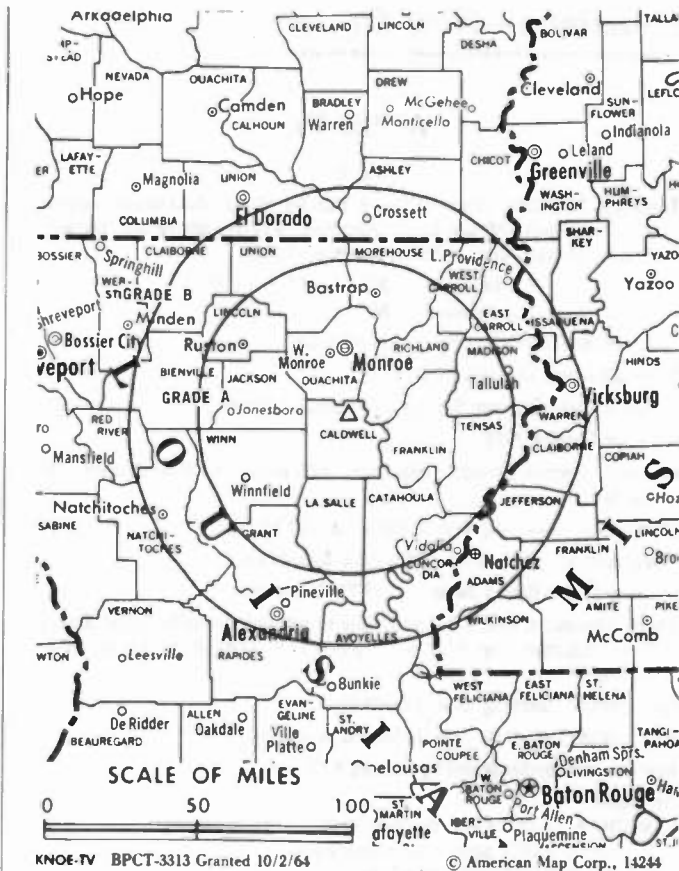 Arkadelphia
CLEVELAND
LINCOLN
DESHA
BOLIVAR
TALLA
NEVADA
OUACHITA
DREW
Cleveland
LEFLO
Hope
Camden
BRADLEY
McGehee
SUN-
FLOWER
CALHOUN
Warren
Monticello
Indianola
LAFAY-
ETTE
UNION
ASHLEY
CHICOT
Leland
Greenville
Magnolia
WASH-
INGTON
HUM-
PHREYS
COLUMBIA
El Dorado
Crossett
SHAR-
KEY
BOSSIER
CLAIBORNE
UNION
MOREHOUSE
L. Providence
YAZOO
Springhill
WEST
CARROLL
Yazoo
WEB-
STER
GRADE B
Bastrap
Shreveport
Minden
LINCCLN
EAST
CARROLL
ISSAQUENA
Bossier City
Ruston
W.
Monroe
Monroe
RICHLAND
MADISON
HINDS
veport
BIENVILLE
JACKSON
OUACHITA
Tallulah
Vicksburg
GRADE A
Jonesboro
WARREN
RED
RIVER
CALDWELL
TENSAS
CLAIBORNE
Mansfield
WINN
FRANKLIN
COPIAH
Winnfield
Natchitoches
LA SALLE
CATAHOULA
JEFFERSON
SABINE
NATCHI-
TOCHES
GRANT
LINCOLN
Vidalia
Natchez
FRANKLIN
CONCOR-
DIA
ADAMS
Pineville
AMITE
PIKE
VERNON
WILKINSON
Alexandria
AVOYELLES
McComb
NEWTON
Leesville
RAPIDES
Bunkie
WEST
FELICIANA
EAST
FELICIANA
ST.
HELENA
De Ridder
ALLEN
Oakdale
EVAN-
GELINE
ST.
LANDRY
TANGI-
PAHOA
BEAUREGARD
Ville
Platte
POINTE
COUPEE
E. BATON
ROUGE
Denham Sprs.
LIVINGSTON
L O U I S I A
M I S
SCALE OF MILES
Opelousas
W.
BATON
ROUGE
Baton Rouge
0 50 100
ST.
MARTIN
Port Allen
IBER-
VILLE
afayette
Plaquemine
ASCENSION
KNOE-TV BPCT-3313 Granted 10/2/64
© American Map Corp., 14244